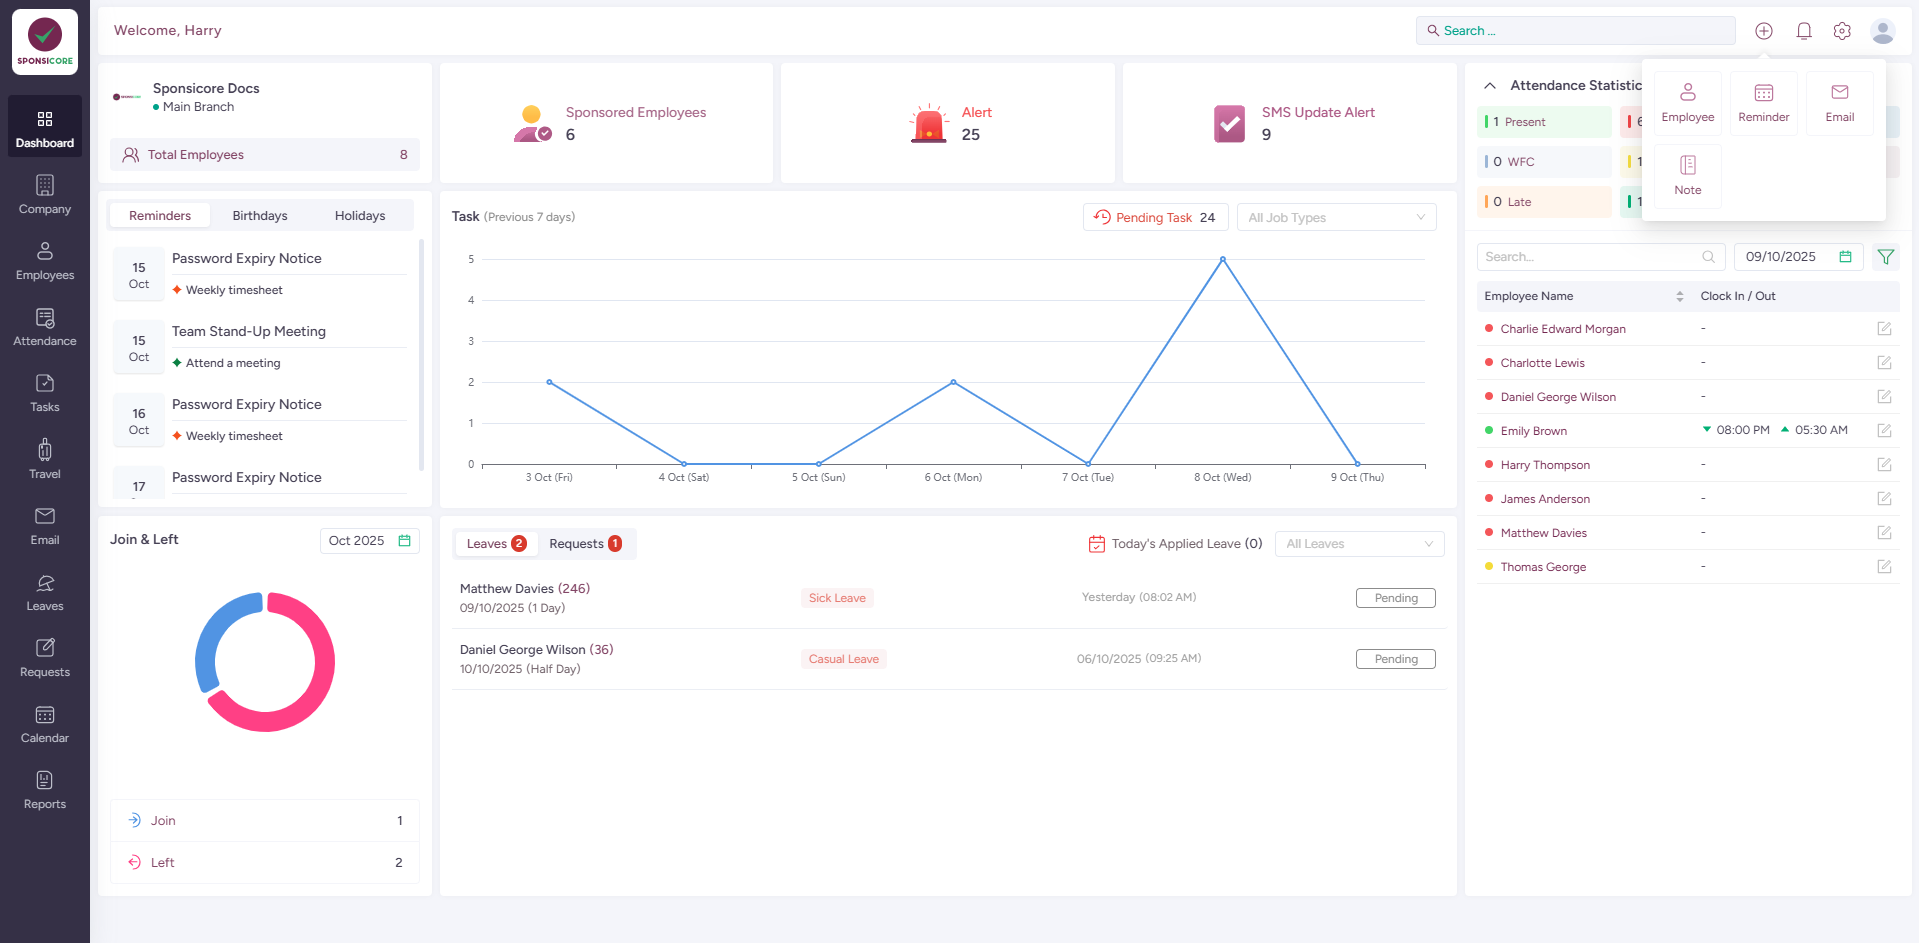 SPONSICORE
Dashboard
Company
Employees
Attendance
Tasks
Travel
Email
Leaves
Requests
Calendar
Reports
Welcome, Harry
Search ...
Sponsicore Docs
Main Branch
Total Employees 8
Sponsored Employees
6
Alert
25
SMS Update Alert
9
Reminders Birthdays Holidays
15 Oct
Password Expiry Notice
Weekly timesheet
15 Oct
Team Stand-Up Meeting
Attend a meeting
16 Oct
Password Expiry Notice
Weekly timesheet
17
Password Expiry Notice
Task (Previous 7 days)
Pending Task 24
All Job Types
5
4
3
2
1
0
3 Oct (Fri) 4 Oct (Sat) 5 Oct (Sun) 6 Oct (Mon) 7 Oct (Tue) 8 Oct (Wed) 9 Oct (Thu)
Join & Left
Oct 2025
Join 1
Left 2
Leaves 2 Requests 1
Today's Applied Leave (0)
All Leaves
Matthew Davies (246)
09/10/2025 (1 Day)
Sick Leave
Yesterday (08:02 AM)
Pending
Daniel George Wilson (36)
10/10/2025 (Half Day)
Casual Leave
06/10/2025 (09:25 AM)
Pending
Attendance Statistic
1 Present
6
0 WFC
1
0 Late
1
Employee
Reminder
Email
Note
Search...
09/10/2025
Employee Name Clock In / Out
Charlie Edward Morgan -
Charlotte Lewis -
Daniel George Wilson -
Emily Brown 08:00 PM 05:30 AM
Harry Thompson -
James Anderson -
Matthew Davies -
Thomas George -